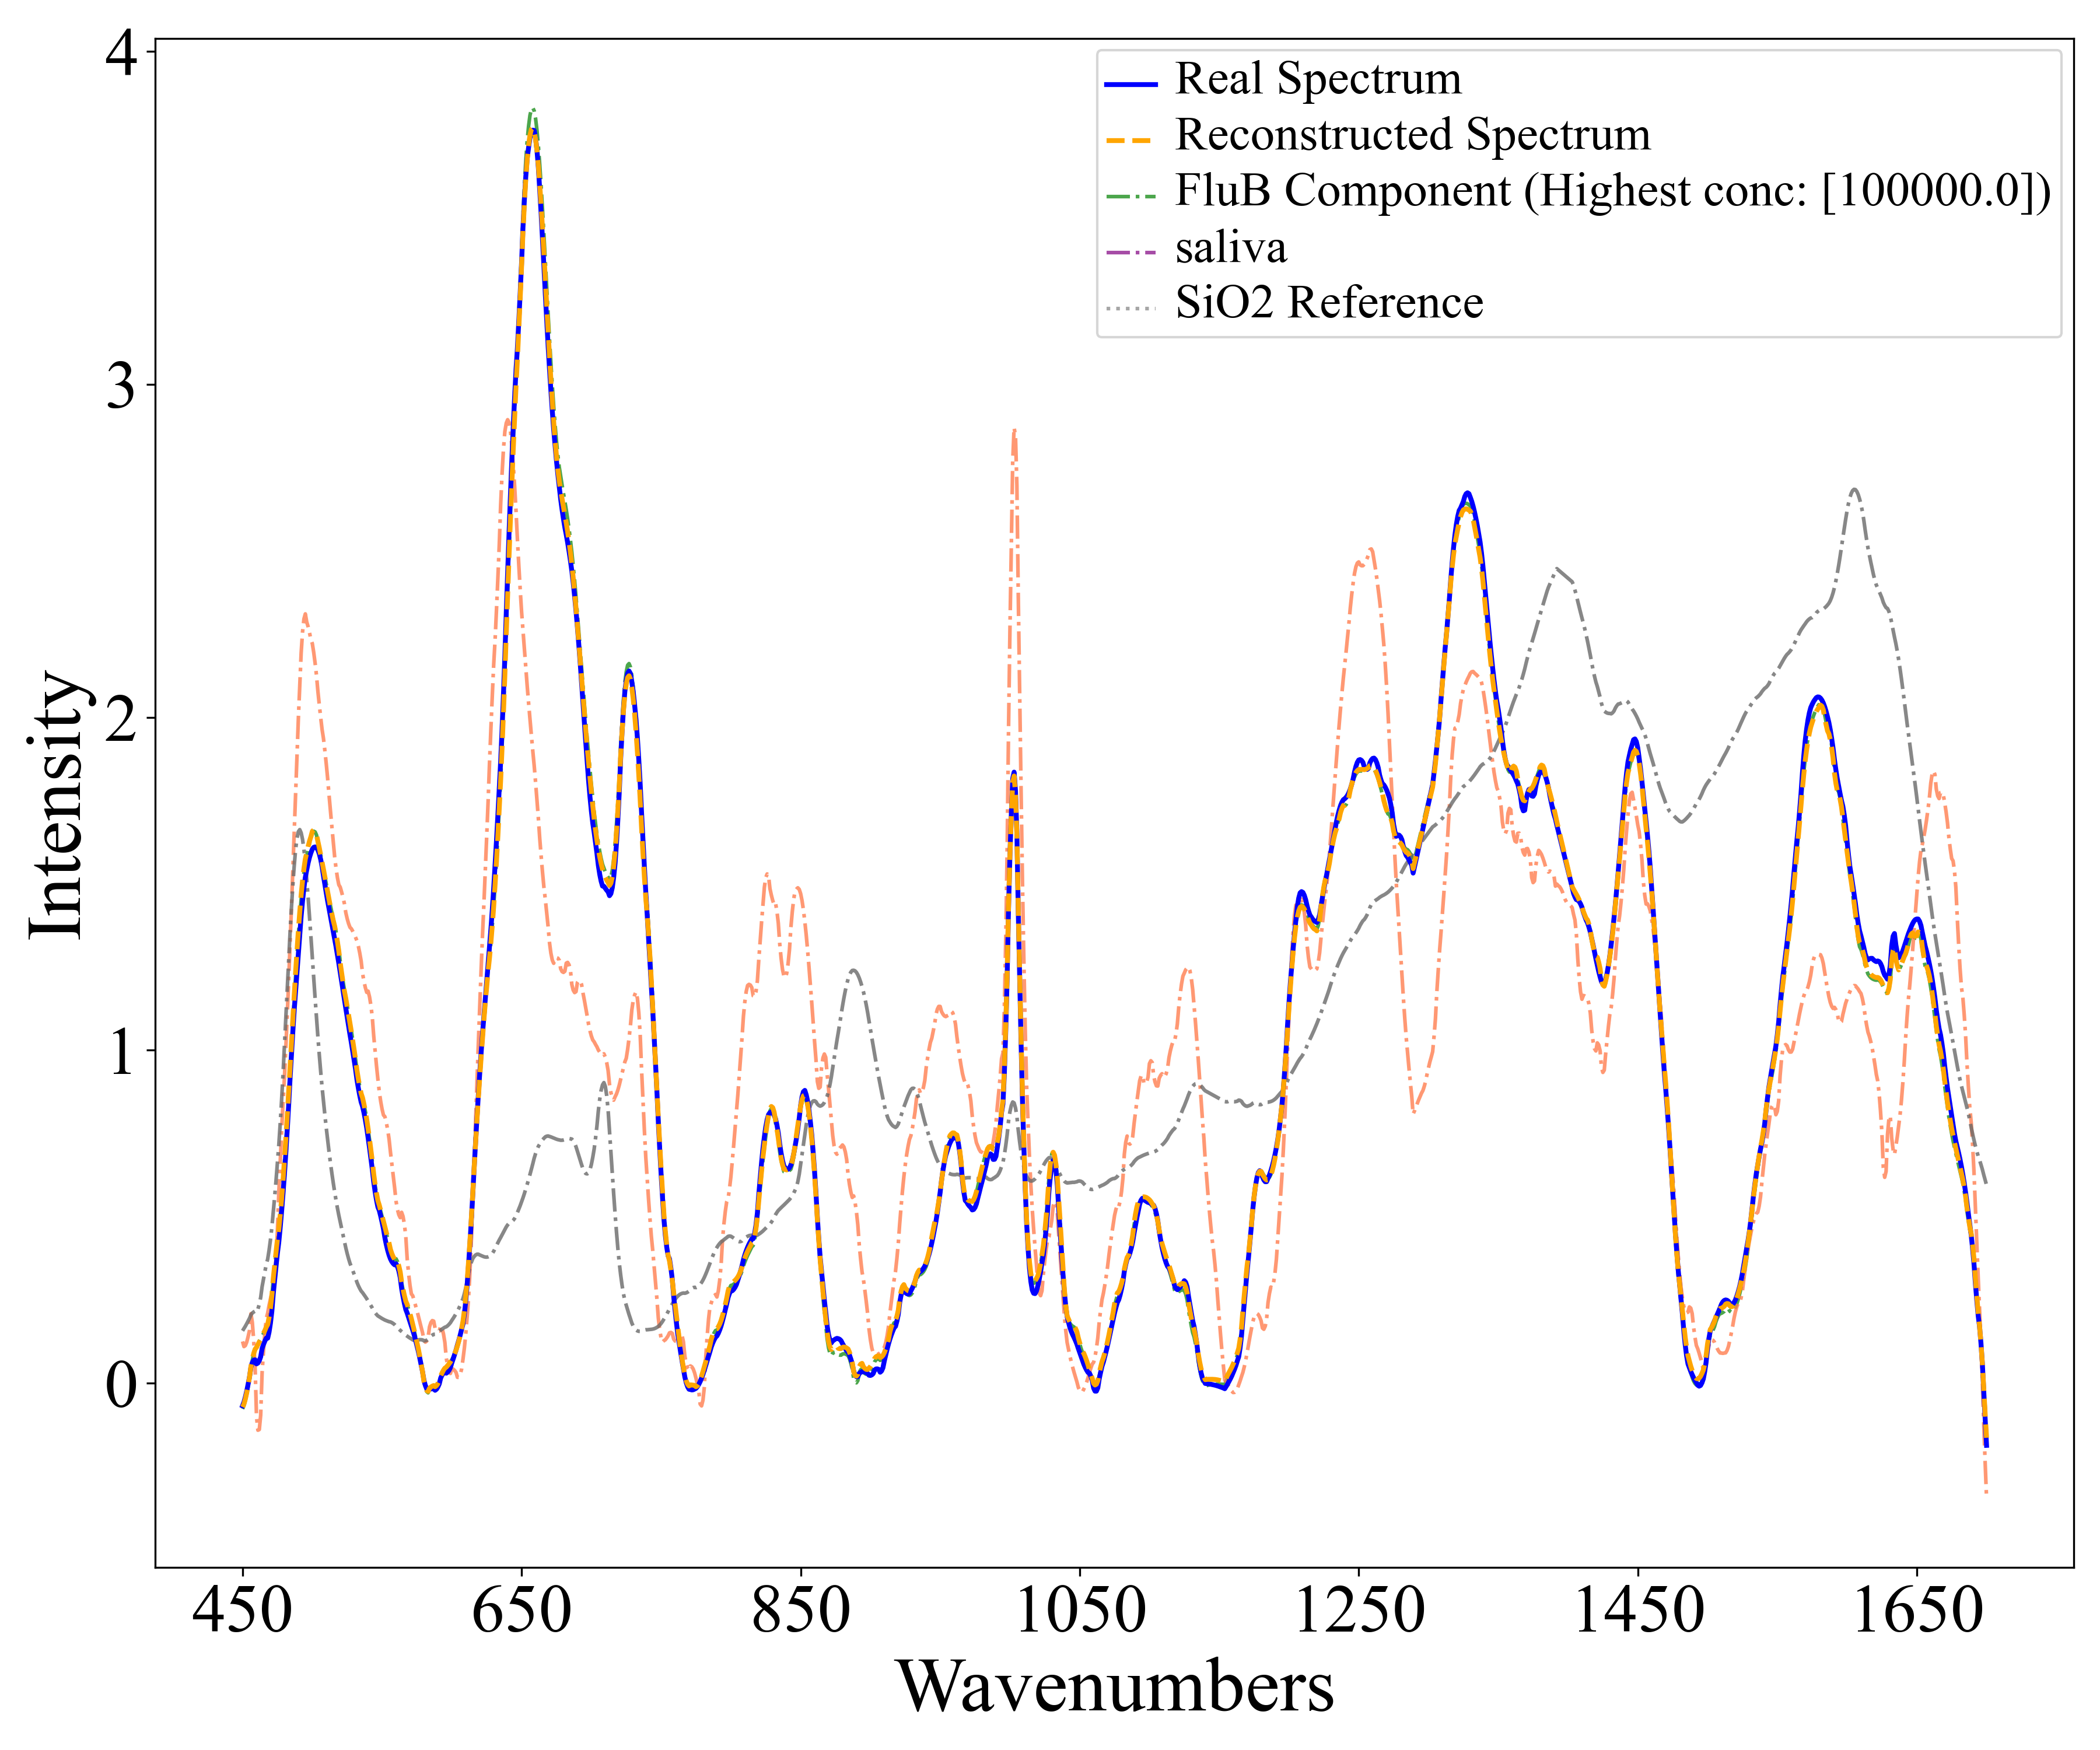 4
3
2
1
0
Intensity
Real Spectrum
Reconstructed Spectrum
FluB Component (Highest conc: [100000.0])
saliva
SiO2 Reference
450 650 850 1050 1250 1450 1650
Wavenumbers